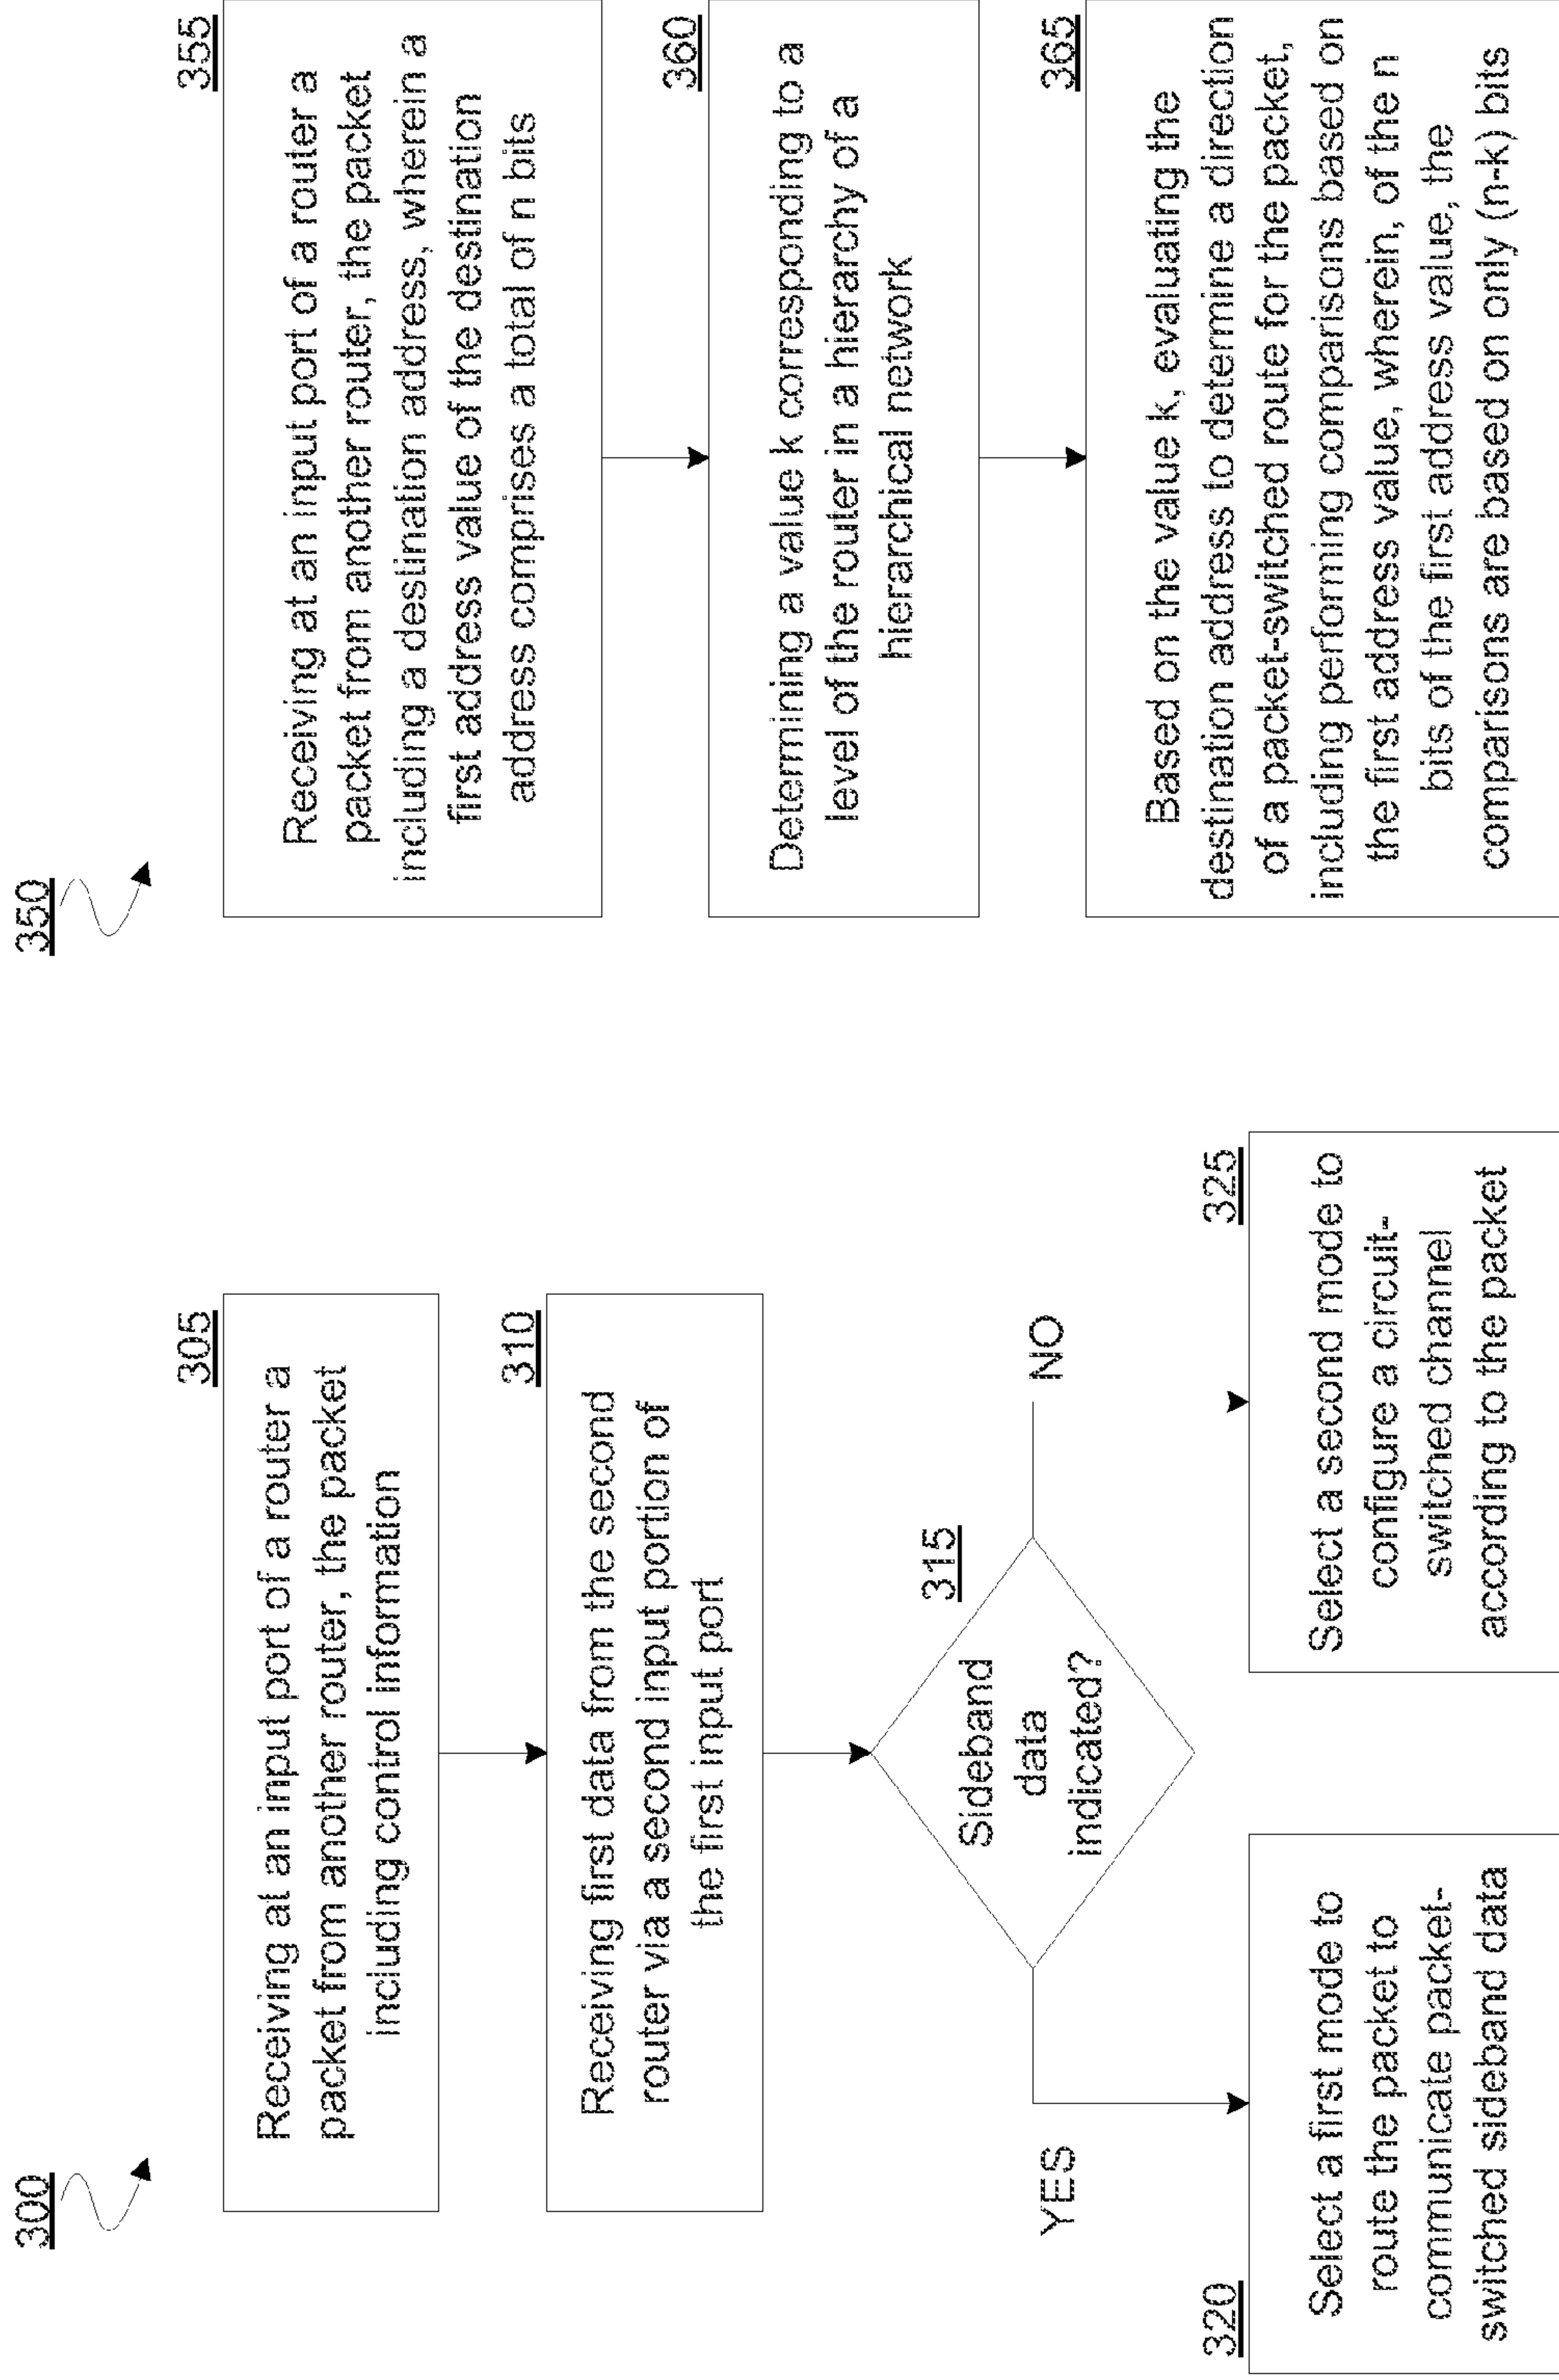 300
305
Receiving at an input port of a router a
packet from another router, the packet
including control information
310
Receiving first data from the second
router via a second input portion of
the first input port
315
Sideband
data
indicated?
YES
NO
320
Select a first mode to
route the packet to
communicate packet-
switched sideband data
325
Select a second mode to
configure a circuit-
switched channel
according to the packet
350
355
Receiving at an input port of a router a
packet from another router, the packet
including a destination address, wherein a
first address value of the destination
address comprises a total of n bits
360
Determining a value k corresponding to a
level of the router in a hierarchy of a
hierarchical network
365
Based on the value k, evaluating the
destination address to determine a direction
of a packet-switched route for the packet,
including performing comparisons based on
the first address value, wherein, of the n
bits of the first address value, the
comparisons are based on only (n-k) bits